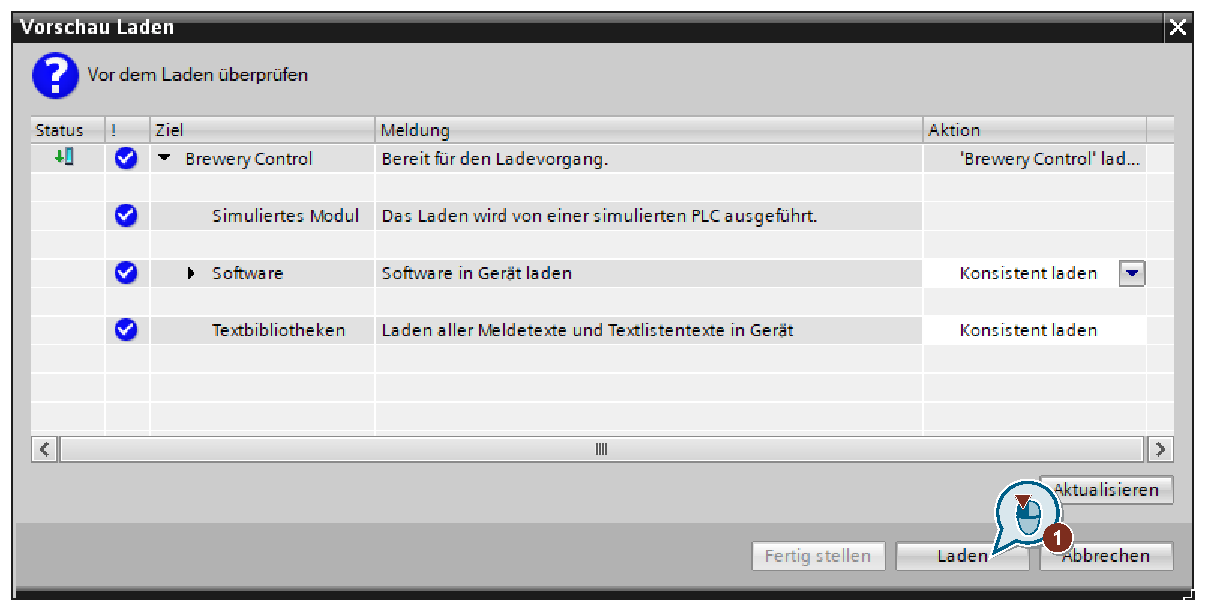 Vorschau Laden
Vor dem Laden überprüfen
Status ! Ziel Meldung Aktion
Brewery Control Bereit für den Ladevorgang. 'Brewery Control' lad...
Simuliertes Modul Das Laden wird von einer simulierten PLC ausgeführt.
Software Software in Gerät laden Konsistent laden
Textbibliotheken Laden aller Meldetexte und Textlistentexte in Gerät Konsistent laden
Aktualisieren
1
Fertig stellen Laden Abbrechen